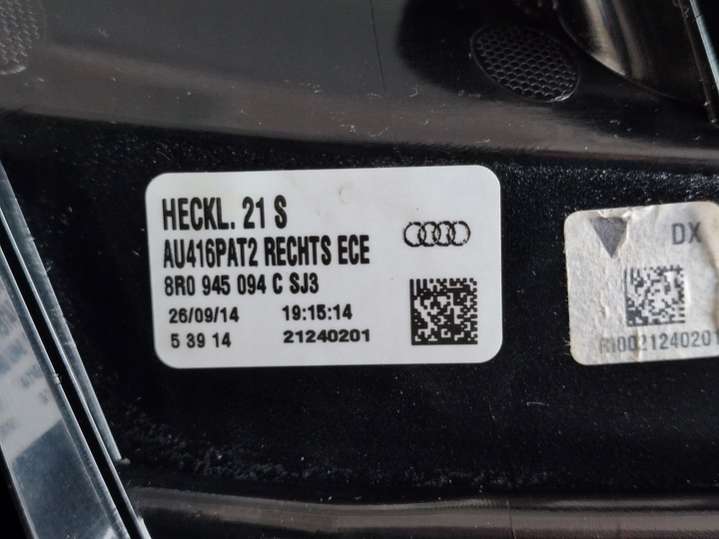 HECKL. 21 S
AU416PAT2 RECHTS ECE
8R0 945 094 C SJ3
26/09/14 19:15:14
5 39 14 21240201
DX
R10021240201